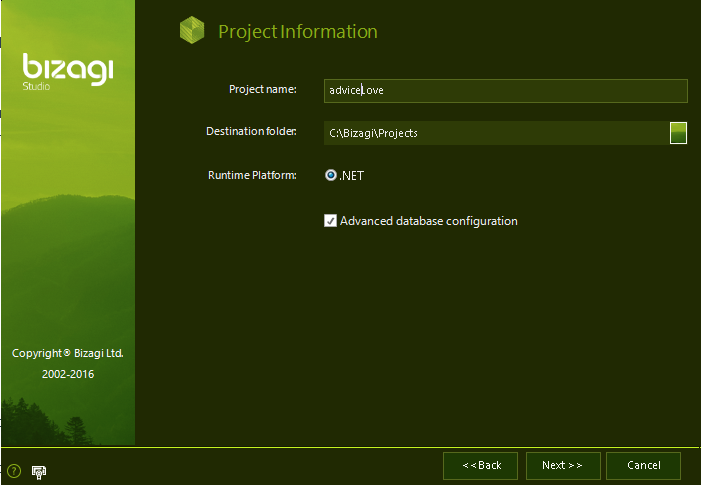 Project Information
bizagi
Studio
Project name:
adviceLove
Destination folder:
C:\Bizagi\Projects
Runtime Platform:
.NET
Advanced database configuration
Copyright® Bizagi Ltd.
2002-2016
?
<<Back
Next >>
Cancel